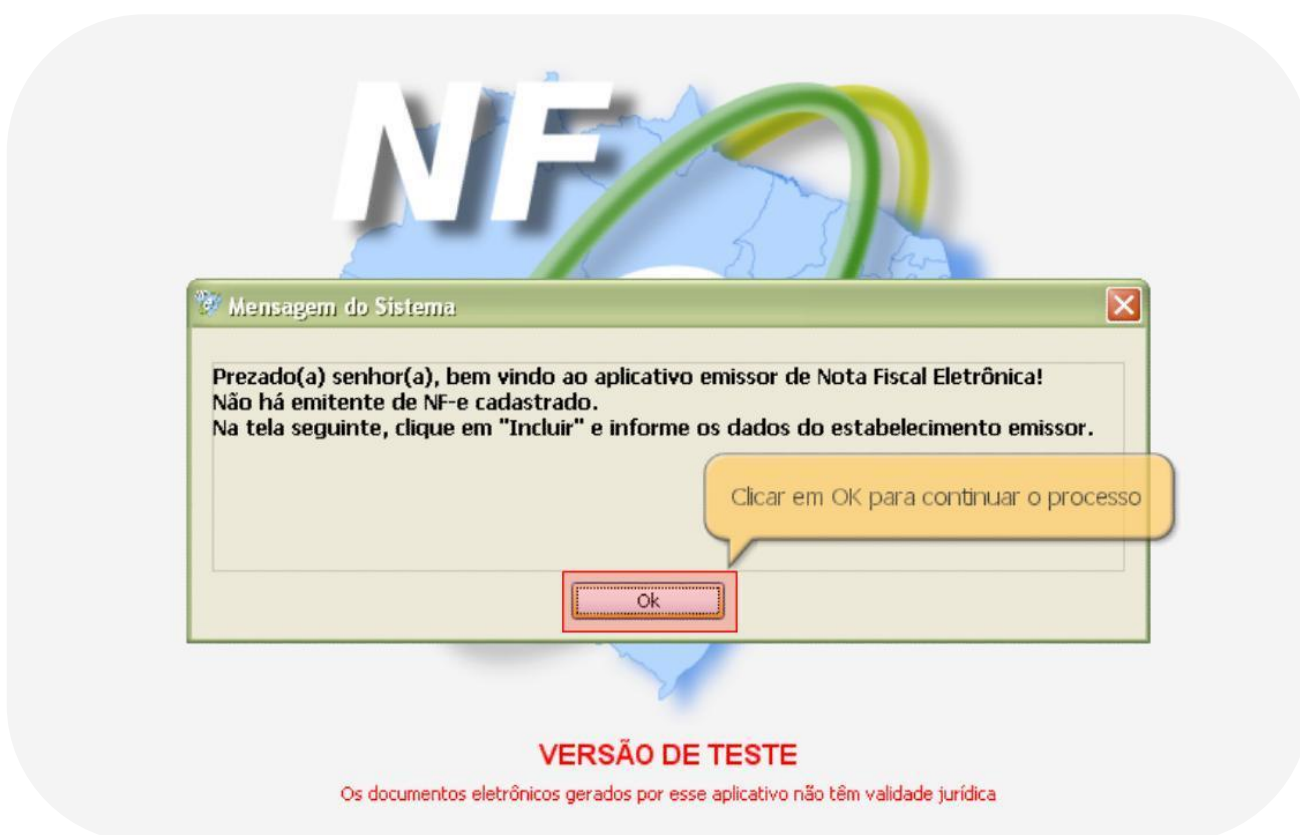 NF
Mensagem do Sistema
Prezado(a) senhor(a), bem vindo ao aplicativo emissor de Nota Fiscal Eletrônica!
Não há emitente de NF-e cadastrado.
Na tela seguinte, clique em "Incluir" e informe os dados do estabelecimento emissor.
Clicar em OK para continuar o processo
Ok
VERSÃO DE TESTE
Os documentos eletrônicos gerados por esse aplicativo não têm validade jurídica